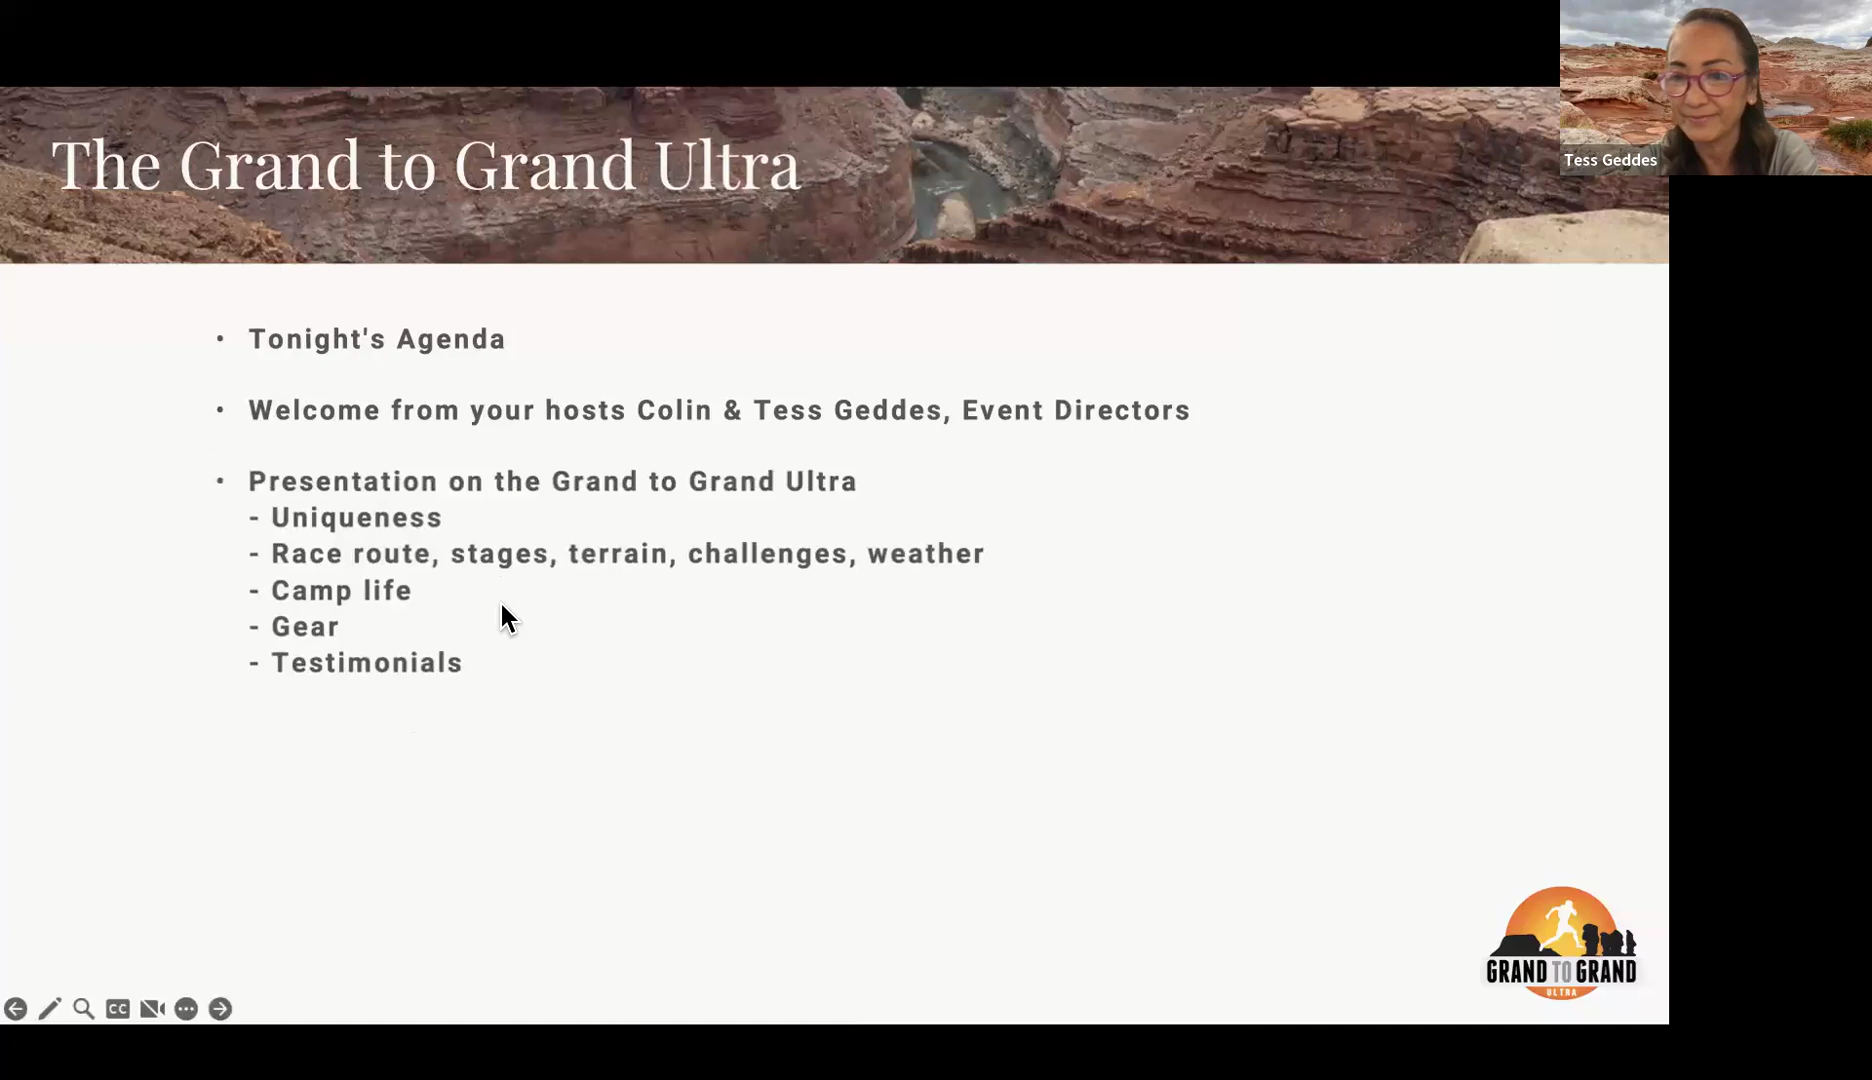 The Grand to Grand Ultra
Tess Geddes
• Tonight's Agenda
• Welcome from your hosts Colin & Tess Geddes, Event Directors
• Presentation on the Grand to Grand Ultra
- Uniqueness
- Race route, stages, terrain, challenges, weather
- Camp life
- Gear
- Testimonials
GRAND TO GRAND
ULTRA
CC